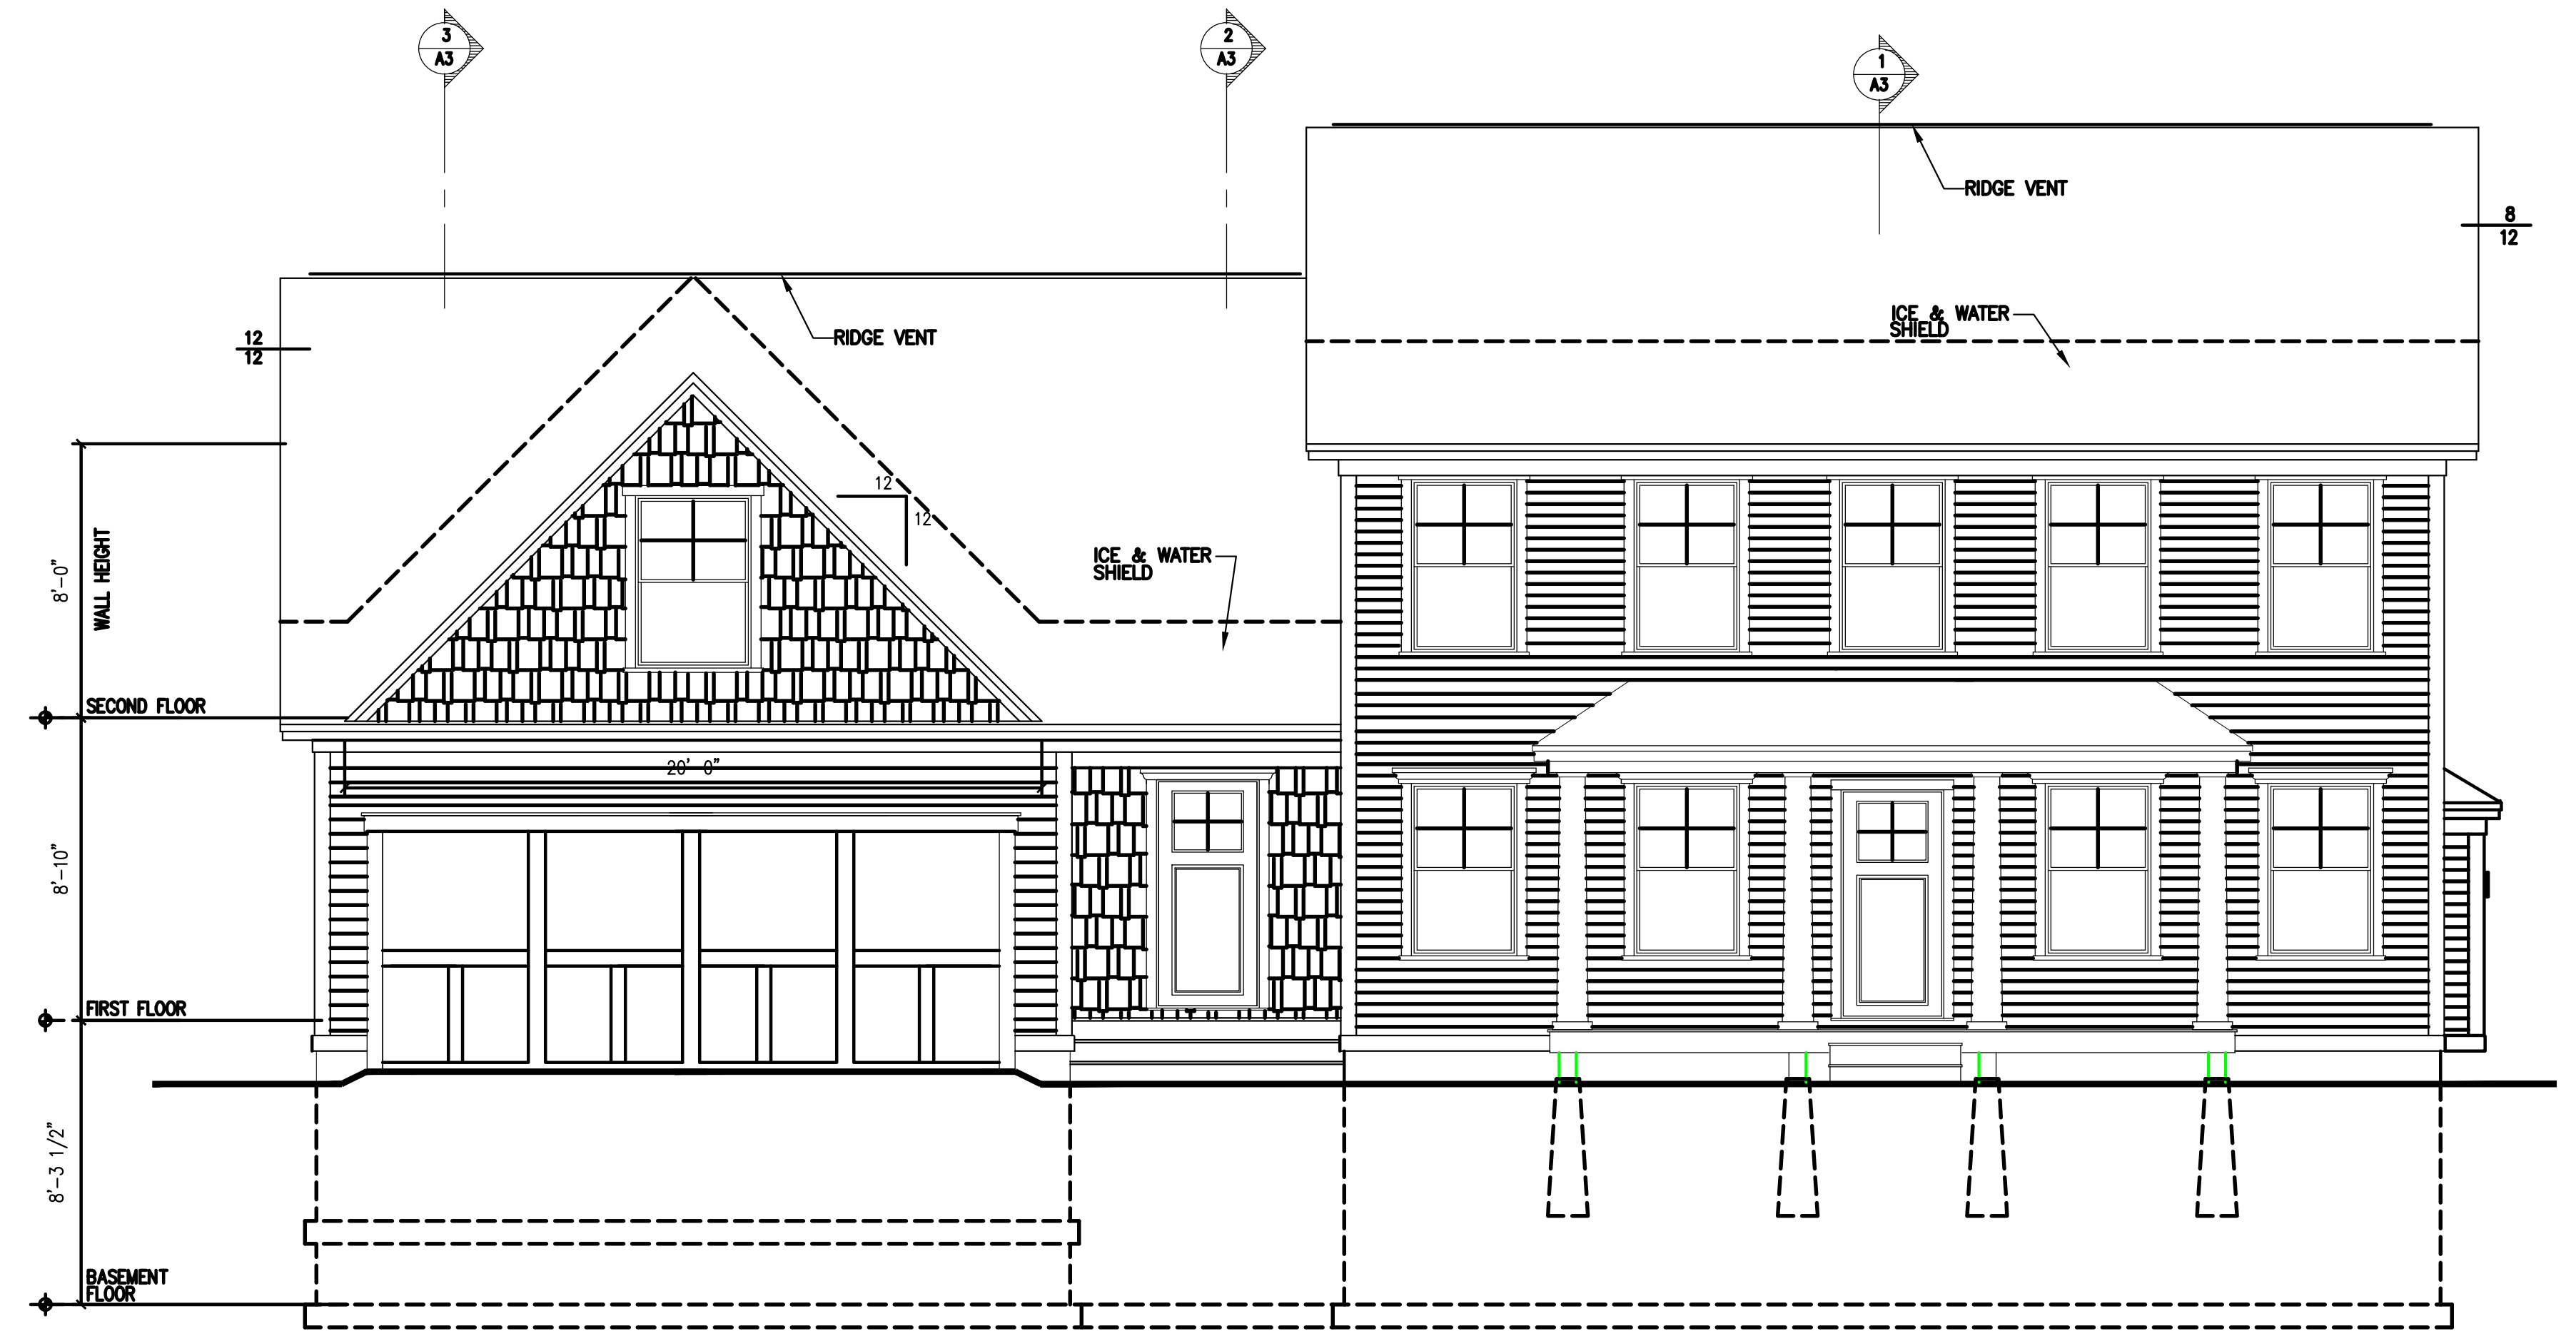 3
A3
2
A3
1
A3
RIDGE VENT
8
12
ICE & WATER
SHIELD
12
12
RIDGE VENT
12
12
ICE & WATER
SHIELD
8'-0"
WALL HEIGHT
SECOND FLOOR
20'-0"
8'-10"
FIRST FLOOR
8'-3 1/2"
BASEMENT
FLOOR